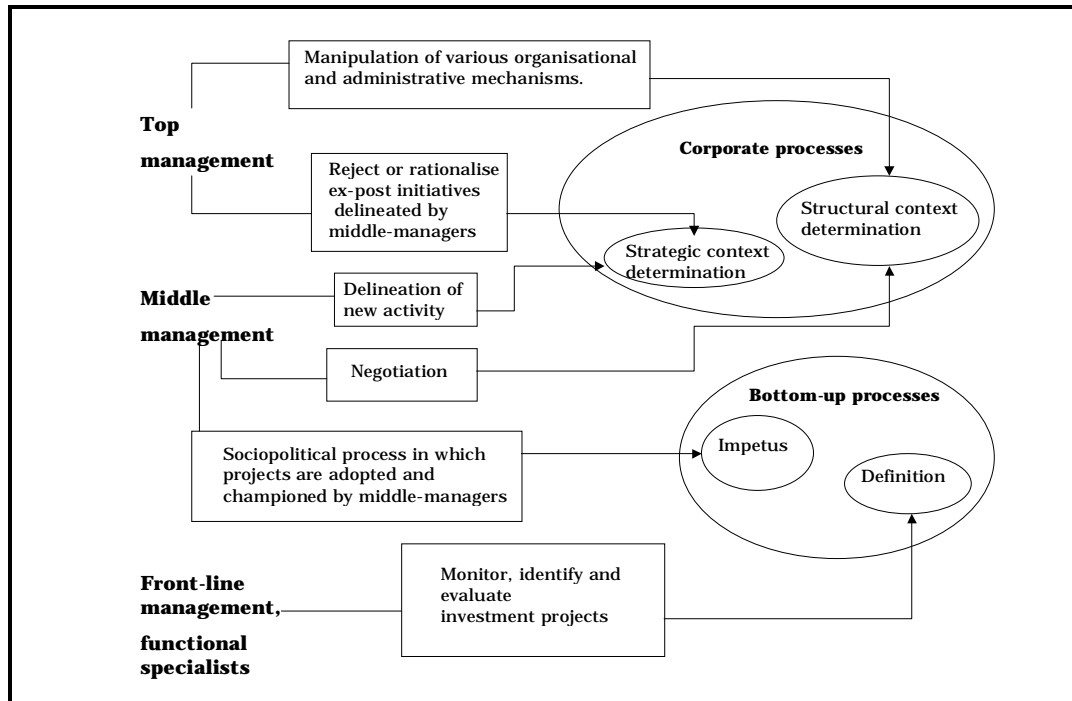 Manipulation of various organisational
and administrative mechanisms.
Top
management
Corporate processes
Reject or rationalise
ex-post initiatives
delineated by
middle-managers
Structural context
determination
Strategic context
determination
Middle
management
Delineation of
new activity
Negotiation
Bottom-up processes
Sociopolitical process in which
projects are adopted and
championed by middle-managers
Impetus
Definition
Front-line
management,
functional
specialists
Monitor, identify and
evaluate
investment projects